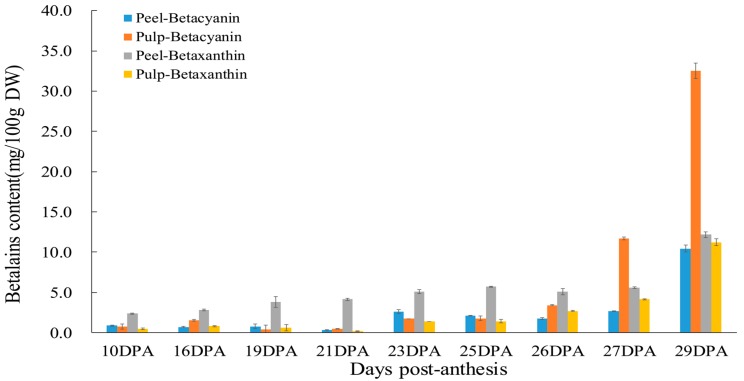 Betalains content(mg/100g DW)
40.0
35.0
30.0
25.0
20.0
15.0
10.0
5.0
0.0
Peel-Betacyanin
Pulp-Betacyanin
Peel-Betaxanthin
Pulp-Betaxanthin
10DPA 16DPA 19DPA 21DPA 23DPA 25DPA 26DPA 27DPA 29DPA
Days post-anthesis